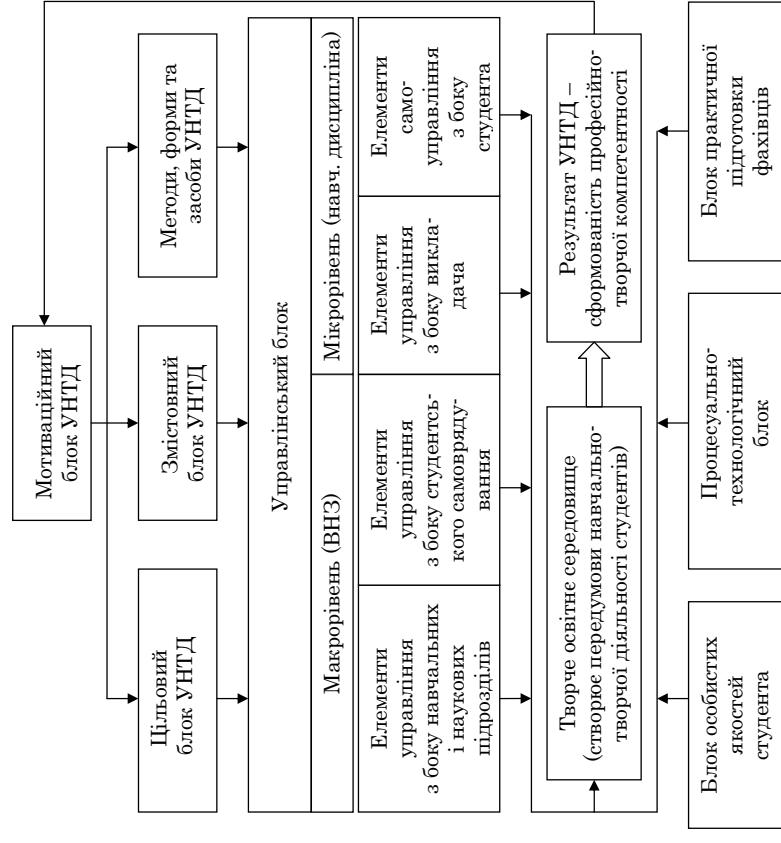 Мотиваційний
блок УНТД
Цільовий
блок УНТД
Змістовний
блок УНТД
Методи, форми та
засоби УНТД
Управлінський блок
Макрорівень (ВНЗ)
Мікрорівень (навч. дисципліна)
Елементи
управління
з боку навчальних
і наукових
підрозділів
Елементи
управління
з боку студентсь-
кого самовряду-
вання
Елементи
управління
з боку викла-
дача
Елементи
само-
управління
з боку
студента
Творче освітнє середовище
(створює передумови навчально-
творчої діяльності студентів)
Результат УНТД –
сформованість професійно-
творчої компетентності
Блок особистих
якостей
студента
Процесуально-
технологічний
блок
Блок практичної
підготовки
фахівців